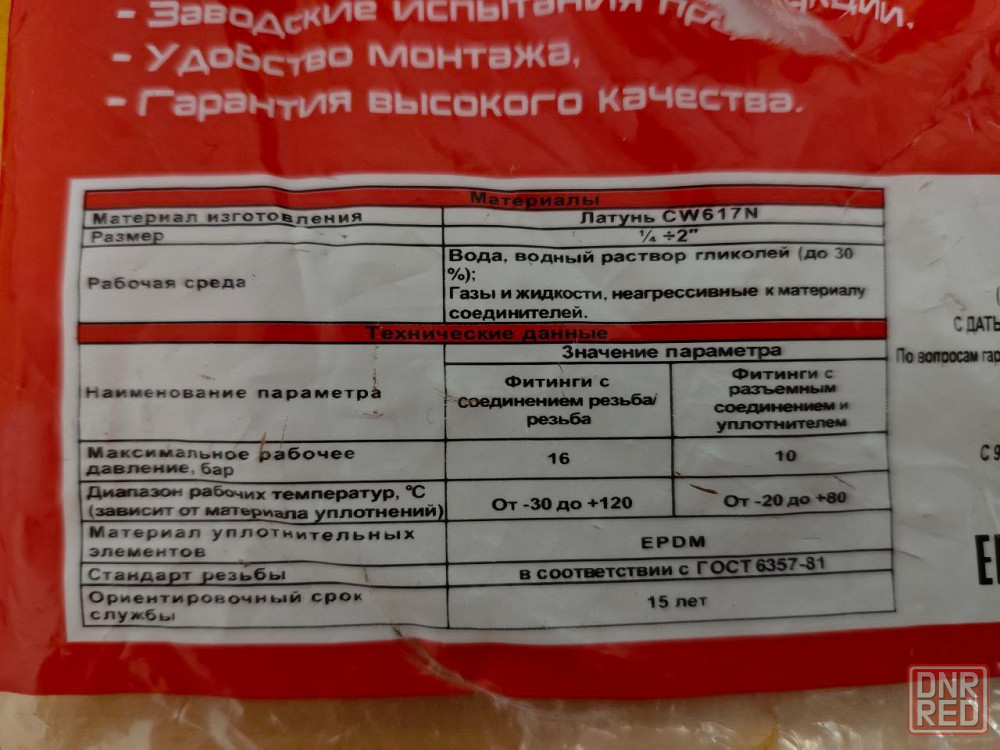 - Заводские испытания
- Удобство монтажа,
- Гарантия высокого качества.
Материалы
Материал изготовления
Латунь CW617N
Размер
¼ ÷2"
Рабочая среда
Вода, водный раствор гликолей (до 30
%);
Газы и жидкости, неагрессивные к материалу
соединителей.
Технические данные
Наименование параметра
Значение параметра
Фитинги с
соединением резьба/
резьба
Фитинги с
разъемным
соединением и
уплотнителем
Максимальное рабочее
давление, бар
16
10
Диапазон рабочих температур, °С
(зависит от материала уплотнений)
От -30 до +120
От -20 до +80
Материал уплотнительных
элементов
EPDM
Стандарт резьбы
в соответствии с ГОСТ 6357-81
Ориентировочный срок
службы
15 лет
С ДАТЫ
По вопросам
С 9
DNR
RED